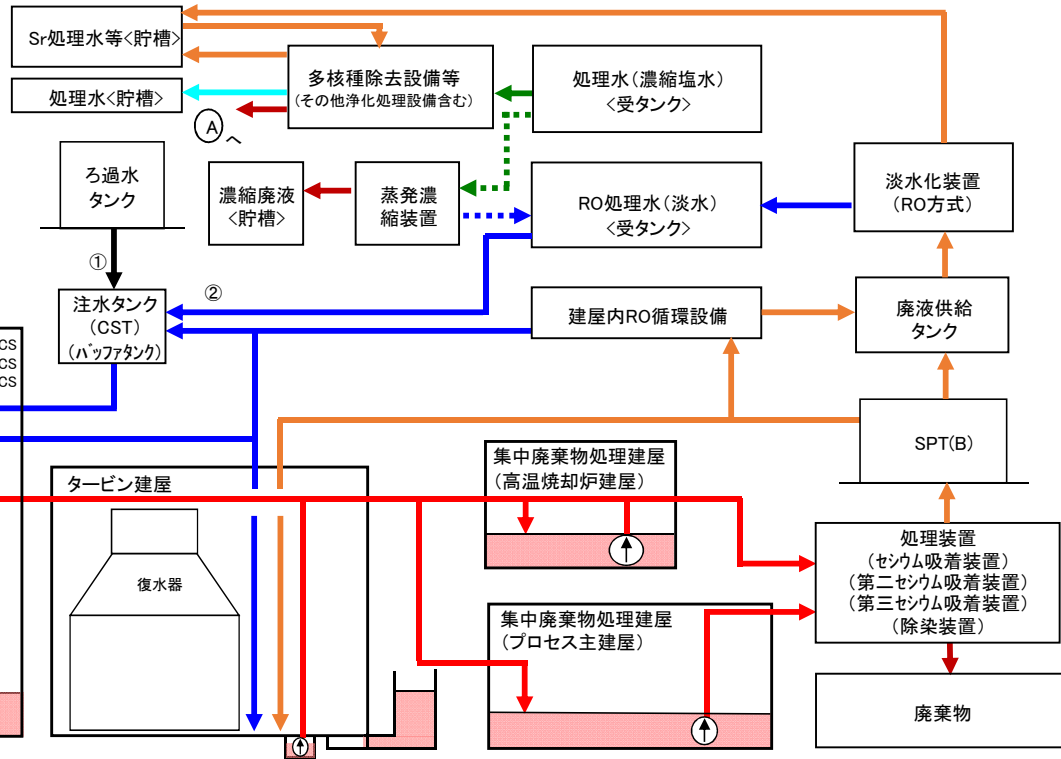 Sr処理水等<貯槽>
処理水<貯槽>
多核種除去設備等
(その他浄化処理設備含む)
処理水(濃縮塩水)
<受タンク>
A
へ
ろ過水
タンク
濃縮廃液
<貯槽>
蒸発濃
縮装置
RO処理水(淡水)
<受タンク>
淡水化装置
(RO方式)
①
②
注水タンク
(CST)
(バッファタンク)
建屋内RO循環設備
廃液供給
タンク
CS
CS
CS
SPT(B)
タービン建屋
復水器
集中廃棄物処理建屋
(高温焼却炉建屋)
集中廃棄物処理建屋
(プロセス主建屋)
処理装置
(セシウム吸着装置)
(第二セシウム吸着装置)
(第三セシウム吸着装置)
(除染装置)
廃棄物